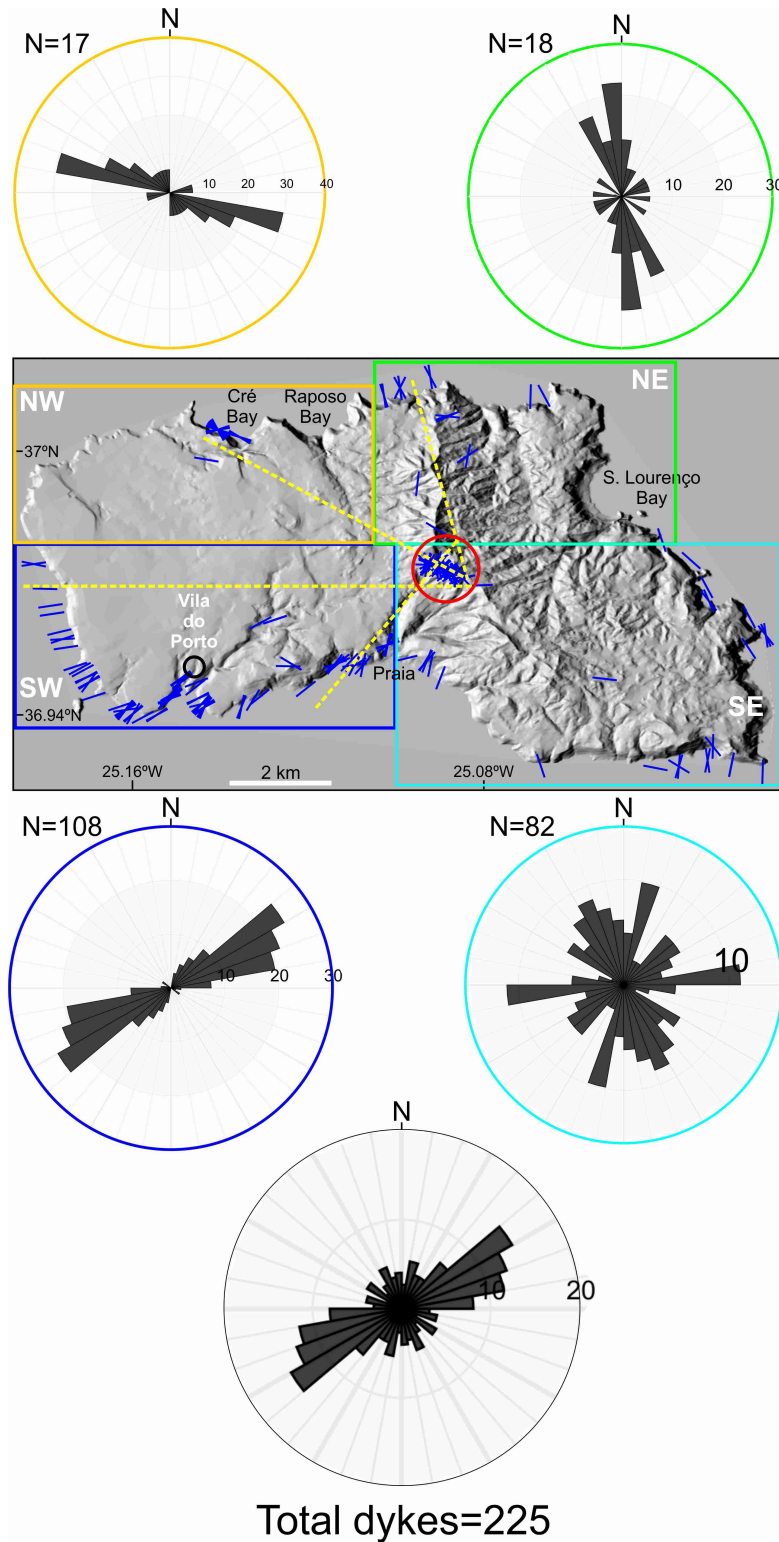 N
N=17
10 20 30 40
N
N=18
10 20 30
NW
Cré
Bay
Raposo
Bay
NE
37ºN
S. Lourenço
Bay
Vila
do
Porto
SW
Praia
36.94ºN
SE
25.16ºW
2 km
25.08ºW
N
N=108
10 20 30
N
N=82
10
N
10 20
Total dykes=225